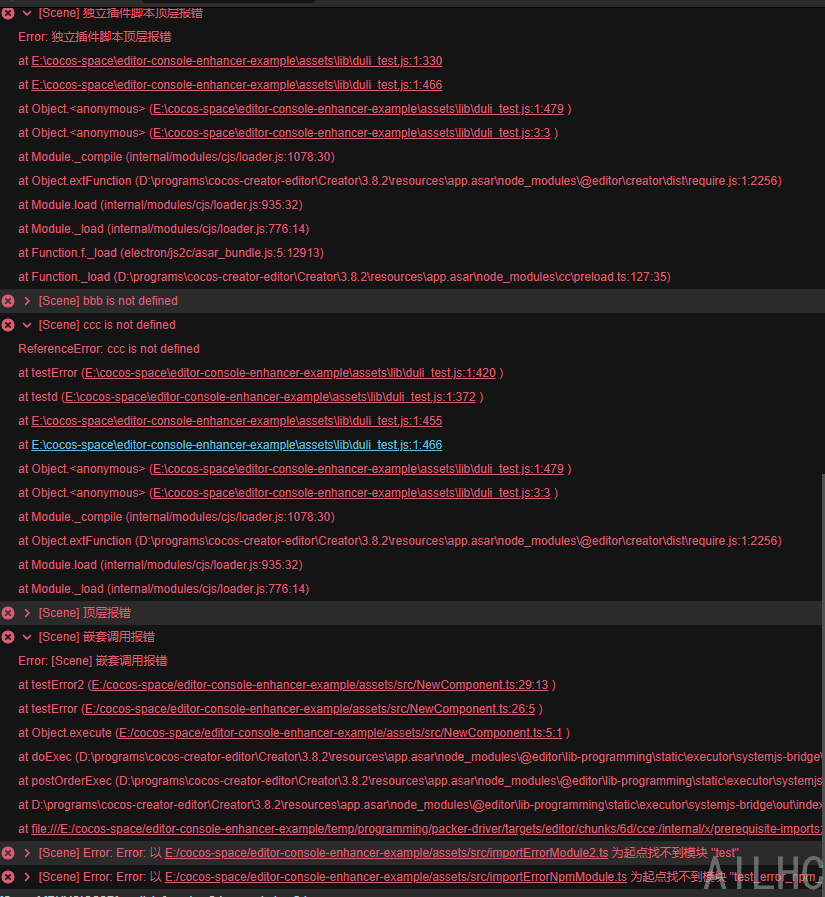 [Scene] 独立插件脚本顶层报错
Error: 独立插件脚本顶层报错
at E:\cocos-space\editor-console-enhancer-example\assets\lib\duli_test.js:1:330
at E:\cocos-space\editor-console-enhancer-example\assets\lib\duli_test.js:1:466
at Object.<anonymous> (E:\cocos-space\editor-console-enhancer-example\assets\lib\duli_test.js:1:479 )
at Object.<anonymous> (E:\cocos-space\editor-console-enhancer-example\assets\lib\duli_test.js:3:3 )
at Module._compile (internal/modules/cjs/loader.js:1078:30)
at Object.extFunction (D:\programs\cocos-creator-editor\Creator\3.8.2\resources\app.asar\node_modules\@editor\creator\dist\require.js:1:2256)
at Module.load (internal/modules/cjs/loader.js:935:32)
at Module._load (internal/modules/cjs/loader.js:776:14)
at Function.f._load (electron/js2c/asar_bundle.js:5:12913)
at Function._load (D:\programs\cocos-creator-editor\Creator\3.8.2\resources\app.asar\node_modules\cc\preload.ts:127:35)
[Scene] bbb is not defined
[Scene] ccc is not defined
ReferenceError: ccc is not defined
at testError (E:\cocos-space\editor-console-enhancer-example\assets\lib\duli_test.js:1:420 )
at testd (E:\cocos-space\editor-console-enhancer-example\assets\lib\duli_test.js:1:372 )
at E:\cocos-space\editor-console-enhancer-example\assets\lib\duli_test.js:1:455
at E:\cocos-space\editor-console-enhancer-example\assets\lib\duli_test.js:1:466
at Object.<anonymous> (E:\cocos-space\editor-console-enhancer-example\assets\lib\duli_test.js:1:479 )
at Object.<anonymous> (E:\cocos-space\editor-console-enhancer-example\assets\lib\duli_test.js:3:3 )
at Module._compile (internal/modules/cjs/loader.js:1078:30)
at Object.extFunction (D:\programs\cocos-creator-editor\Creator\3.8.2\resources\app.asar\node_modules\@editor\creator\dist\require.js:1:2256)
at Module.load (internal/modules/cjs/loader.js:935:32)
at Module._load (internal/modules/cjs/loader.js:776:14)
[Scene] 顶层报错
[Scene] 嵌套调用报错
Error: [Scene] 嵌套调用报错
at testError2 (E:/cocos-space/editor-console-enhancer-example/assets/src/NewComponent.ts:29:13 )
at testError (E:/cocos-space/editor-console-enhancer-example/assets/src/NewComponent.ts:26:5 )
at Object.execute (E:/cocos-space/editor-console-enhancer-example/assets/src/NewComponent.ts:5:1 )
at doExec (D:\programs\cocos-creator-editor\Creator\3.8.2\resources\app.asar\node_modules\@editor\lib-programming\static\executor\systemjs-bridge\
at postOrderExec (D:\programs\cocos-creator-editor\Creator\3.8.2\resources\app.asar\node_modules\@editor\lib-programming\static\executor\systemjs
at D:\programs\cocos-creator-editor\Creator\3.8.2\resources\app.asar\node_modules\@editor\lib-programming\static\executor\systemjs-bridge\out\index
at file:///E:/cocos-space/editor-console-enhancer-example/temp/programming/packer-driver/targets/editor/chunks/6d/cce:/internal/x/prerequisite-imports:
[Scene] Error: Error: 以 E:/cocos-space/editor-console-enhancer-example/assets/src/importErrorModule2.ts 为起点找不到模块 "test"
[Scene] Error: Error: 以 E:/cocos-space/editor-console-enhancer-example/assets/src/importErrorNpmModule.ts 为起点找不到模块 "test_error_npm
AILHC